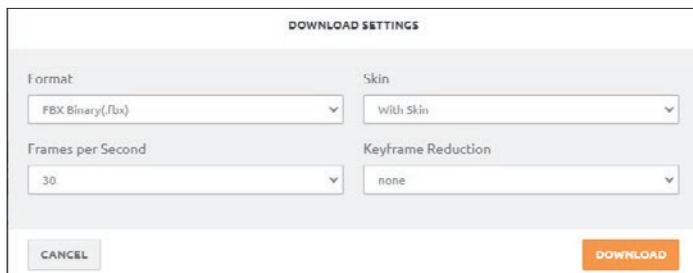 DOWNLOAD SETTINGS
Format
Skin
FBX Binary(.fbx)
With Skin
Frames per Second
Keyframe Reduction
30
none
CANCEL
DOWNLOAD